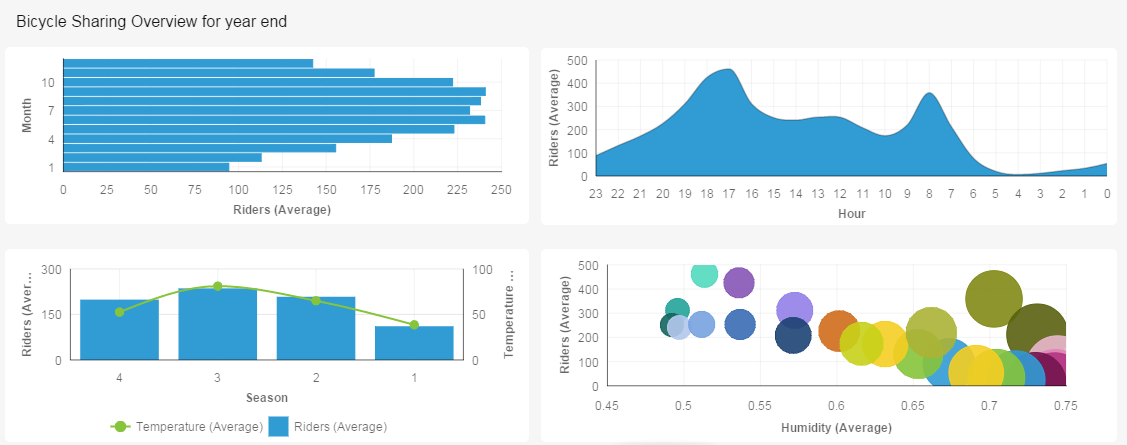 Bicycle Sharing Overview for year end
Month
10
7
4
1
0 25 50 75 100 125 150 175 200 225 250
Riders (Average)
Riders (Average)
500
400
300
200
100
0
23 22 21 20 19 18 17 16 15 14 13 12 11 10 9 8 7 6 5 4 3 2 1 0
Hour
Riders (Aver...
300
150
0
100
50
0
Temperature ...
4 3 2 1
Season
Temperature (Average) Riders (Average)
Riders (Average)
500
400
300
200
100
0
0.45 0.5 0.55 0.6 0.65 0.7 0.75
Humidity (Average)